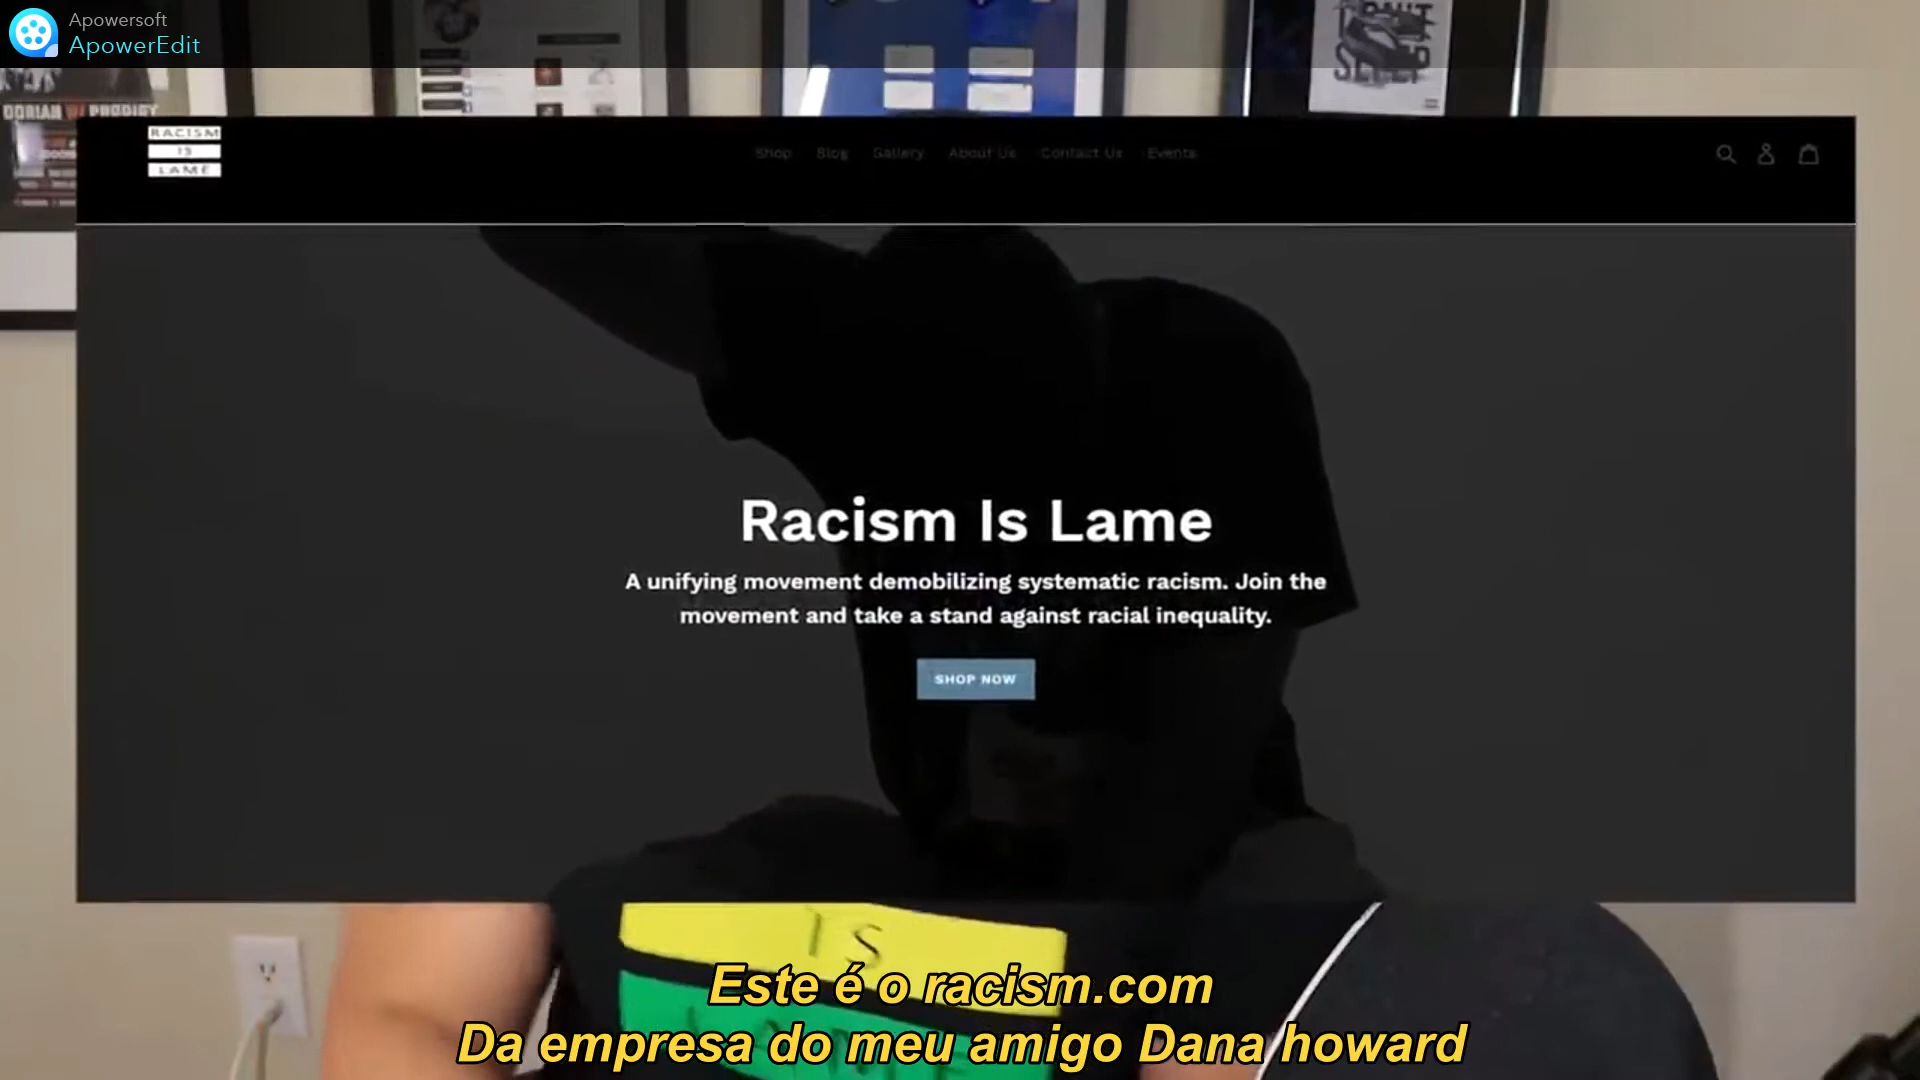 Apowersoft
ApowerEdit
DORIAN W/ PRODIGY
RACISM
IS
LAME
Shop Blog Gallery About Us Contact Us Events
Racism Is Lame
A unifying movement demobilizing systematic racism. Join the
movement and take a stand against racial inequality.
SHOP NOW
IS
Este é o racism.com
Da empresa do meu amigo Dana howard